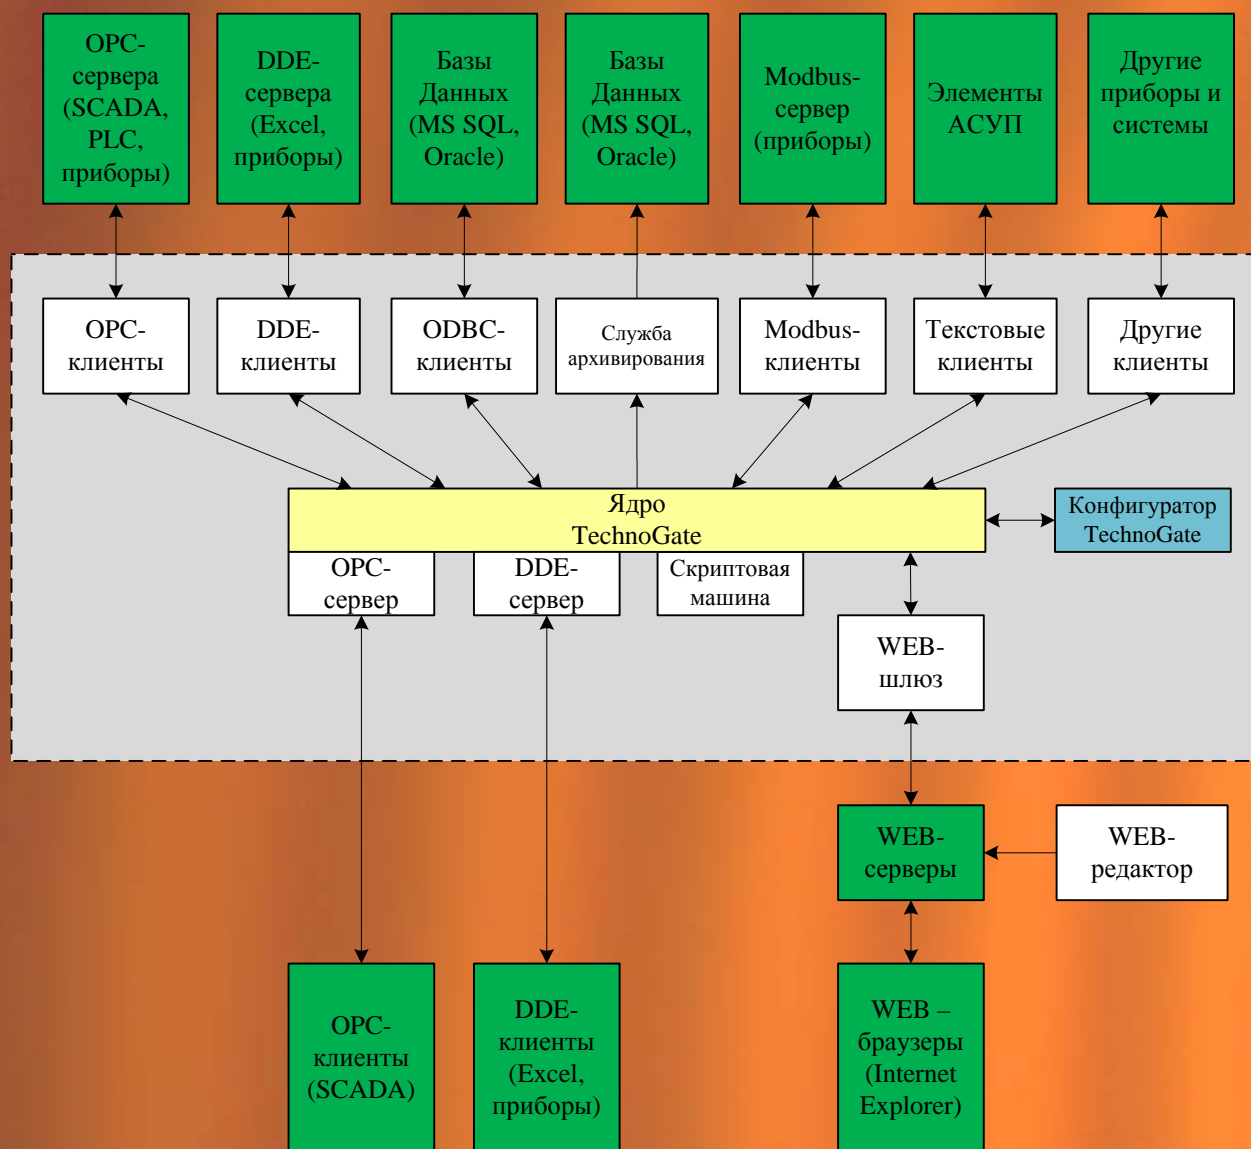 OPC-
сервера
(SCADA,
PLC,
приборы)
DDE-
сервера
(Excel,
приборы)
Базы
Данных
(MS SQL,
Oracle)
Базы
Данных
(MS SQL,
Oracle)
Modbus-
сервер
(приборы)
Элементы
АСУП
Другие
приборы и
системы
OPC-
клиенты
DDE-
клиенты
ODBC-
клиенты
Служба
архивирования
Modbus-
клиенты
Текстовые
клиенты
Другие
клиенты
Ядро
TechnoGate
Конфигуратор
TechnoGate
OPC-
сервер
DDE-
сервер
Скриптовая
машина
WEB-
шлюз
WEB-
серверы
WEB-
редактор
OPC-
клиенты
(SCADA)
DDE-
клиенты
(Excel,
приборы)
WEB –
браузеры
(Internet
Explorer)